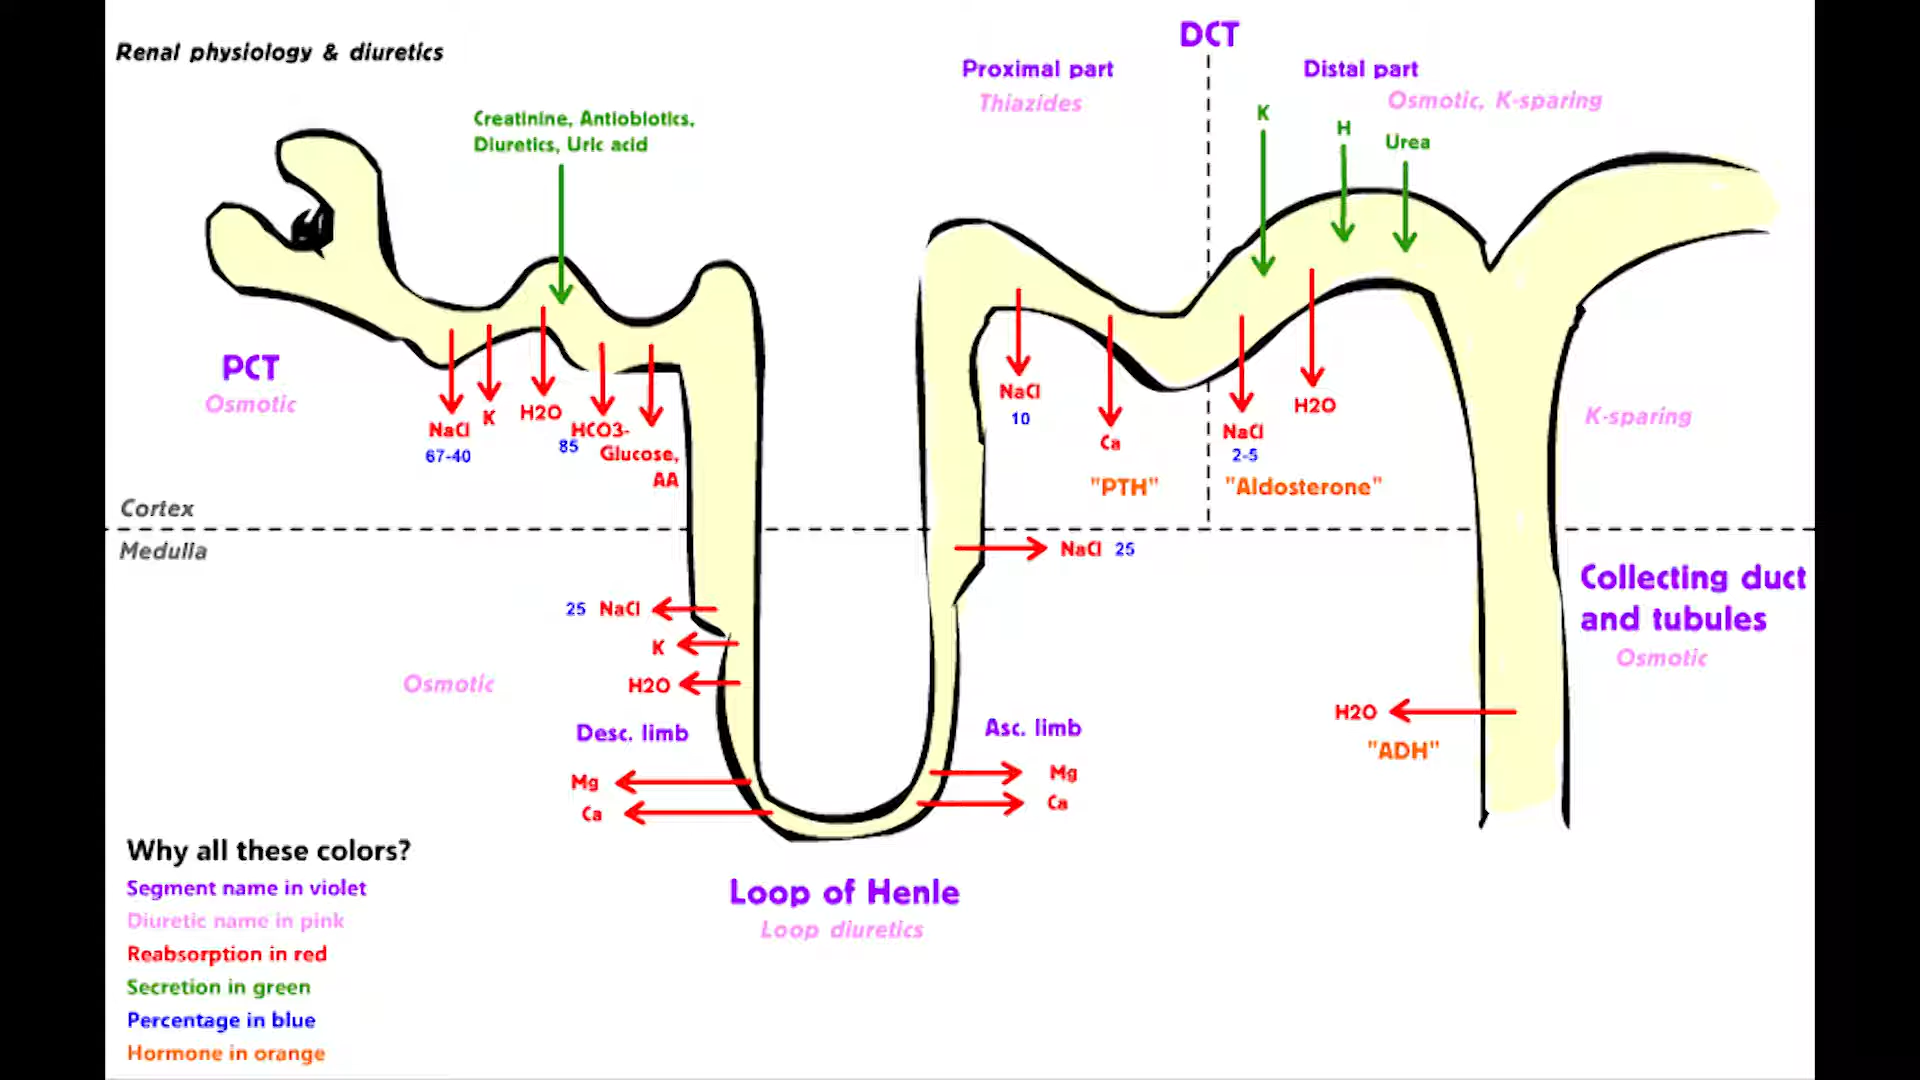 Renal physiology & diuretics
DCT
Proximal part
Thiazides
Distal part
Osmotic, K-sparing
Creatinine, Antiobiotics,
Diuretics, Uric acid
K
H
Urea
PCT
Osmotic
NaCl
67-40
K
H2O
85
HCO3-
Glucose,
AA
NaCl
10
Ca
"PTH"
NaCl
2-5
"Aldosterone"
H2O
K-sparing
Cortex
Medulla
NaCl 25
25 NaCl
K
H2O
Osmotic
Desc. limb
Asc. limb
Mg
Ca
Mg
Ca
Collecting duct
and tubules
Osmotic
H2O
"ADH"
Loop of Henle
Loop diuretics
Why all these colors?
Segment name in violet
Diuretic name in pink
Reabsorption in red
Secretion in green
Percentage in blue
Hormone in orange